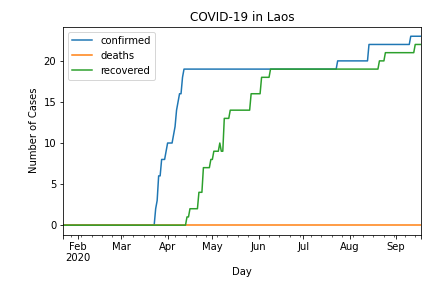 COVID-19 in Laos
confirmed
deaths
recovered
Number of Cases
20
15
10
5
0
Feb Mar Apr May Jun Jul Aug Sep
2020
Day